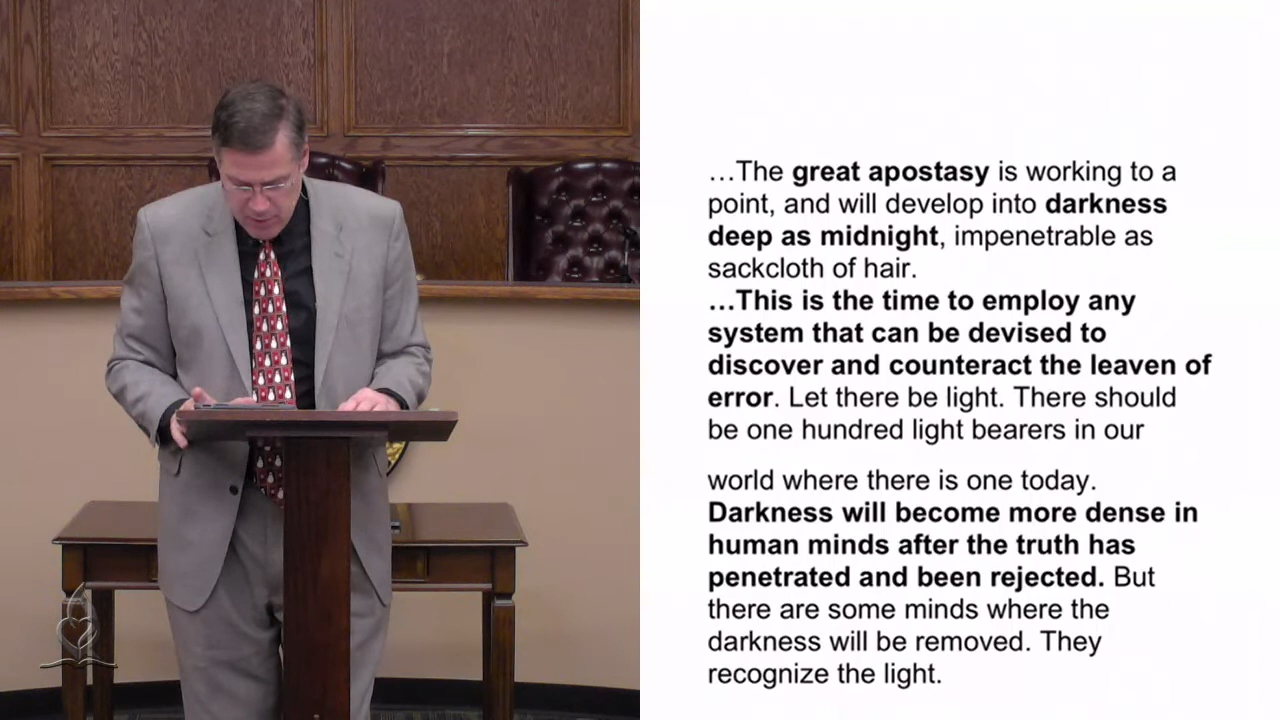 …The great apostasy is working to a
point, and will develop into darkness
deep as midnight, impenetrable as
sackcloth of hair.
…This is the time to employ any
system that can be devised to
discover and counteract the leaven of
error. Let there be light. There should
be one hundred light bearers in our
world where there is one today.
Darkness will become more dense in
human minds after the truth has
penetrated and been rejected. But
there are some minds where the
darkness will be removed. They
recognize the light.